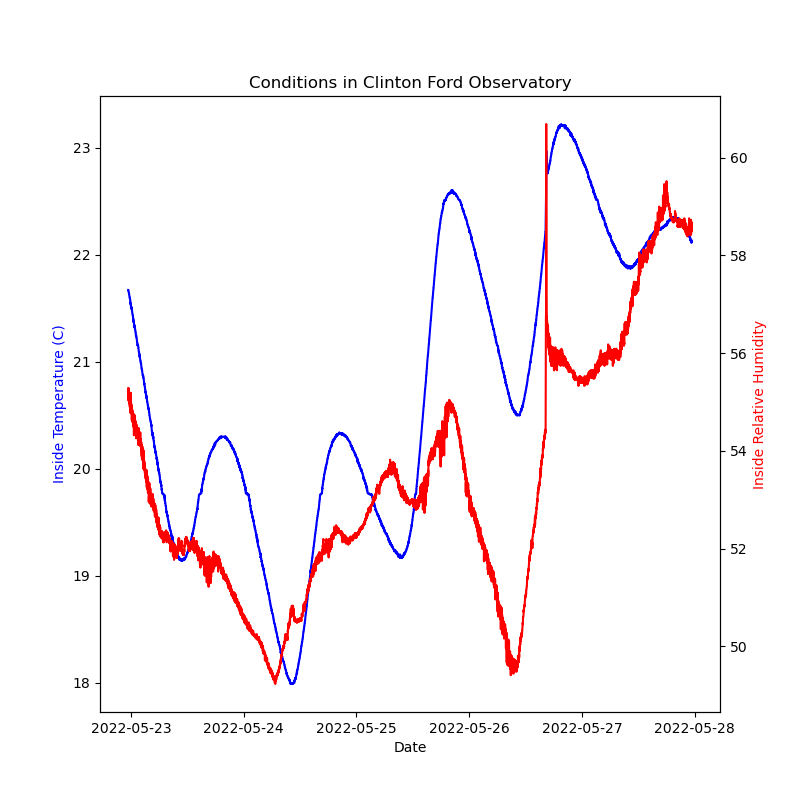 Conditions in Clinton Ford Observatory
23
22
21
20
19
18
Inside Temperature (C)
60
58
56
54
52
50
Inside Relative Humidity
2022-05-23 2022-05-24 2022-05-25 2022-05-26 2022-05-27 2022-05-28
Date